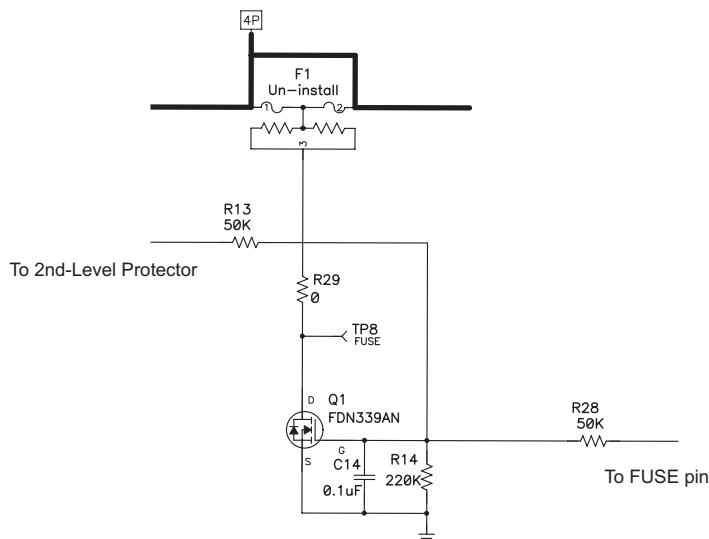 4P
F1
Un-install
1
2
3
R13
50K
To 2nd-Level Protector
R29
0
TP8
FUSE
D
Q1
FDN339AN
R28
50K
G
S
C14
0.1uF
R14
220K
To FUSE pin